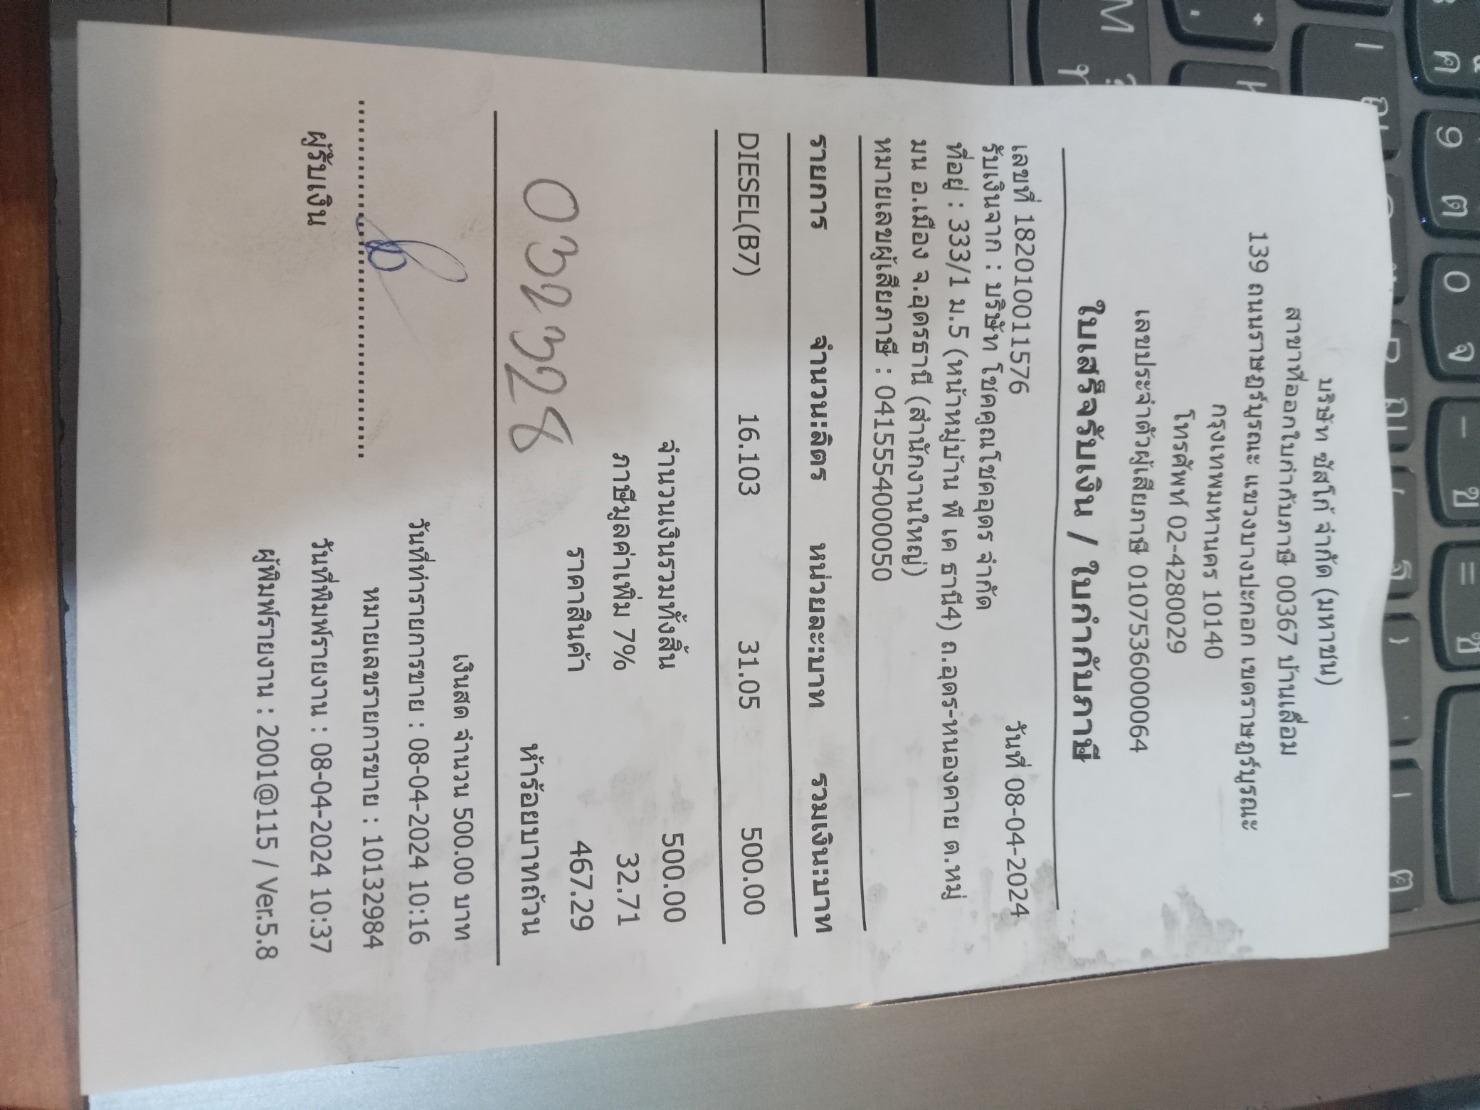 บริษัท ซัสโก้ จำกัด (มหาชน)
สาขาที่ออกใบกำกับภาษี 00367 บ้านเลื่อม
139 ถนนราษฎร์บูรณะ แขวงบางปะกอก เขตราษฎร์บูรณะ
กรุงเทพมหานคร 10140
โทรศัพท์ 02-4280029
เลขประจำตัวผู้เสียภาษี 0107536000064
ใบเสร็จรับเงิน / ใบกำกับภาษี
เลขที่ 182010011576 วันที่ 08-04-2024
รับเงินจาก : บริษัท โชคคูณโชคอุดร จำกัด
ที่อยู่ : 333/1 ม.5 (หน้าหมู่บ้าน พี เค ธานี4) ถ.อุดร-หนองคาย ต.หมู
มน อ.เมือง จ.อุดรธานี (สำนักงานใหญ่)
หมายเลขผู้เสียภาษี : 0415554000050
รายการ จำนวน:ลิตร หน่วยละ:บาท รวมเงิน:บาท
DIESEL(B7) 16.103 31.05 500.00
จำนวนเงินรวมทั้งสิ้น 500.00
ภาษีมูลค่าเพิ่ม 7% 32.71
ราคาสินค้า 467.29
ห้าร้อยบาทถ้วน
032328
เงินสด จำนวน 500.00 บาท
วันที่ทำรายการขาย : 08-04-2024 10:16
หมายเลขรายการขาย : 10132984
ผู้รับเงิน วันที่พิมพ์รายงาน : 08-04-2024 10:37
ผู้พิมพ์รายงาน : 2001@115 / Ver.5.8